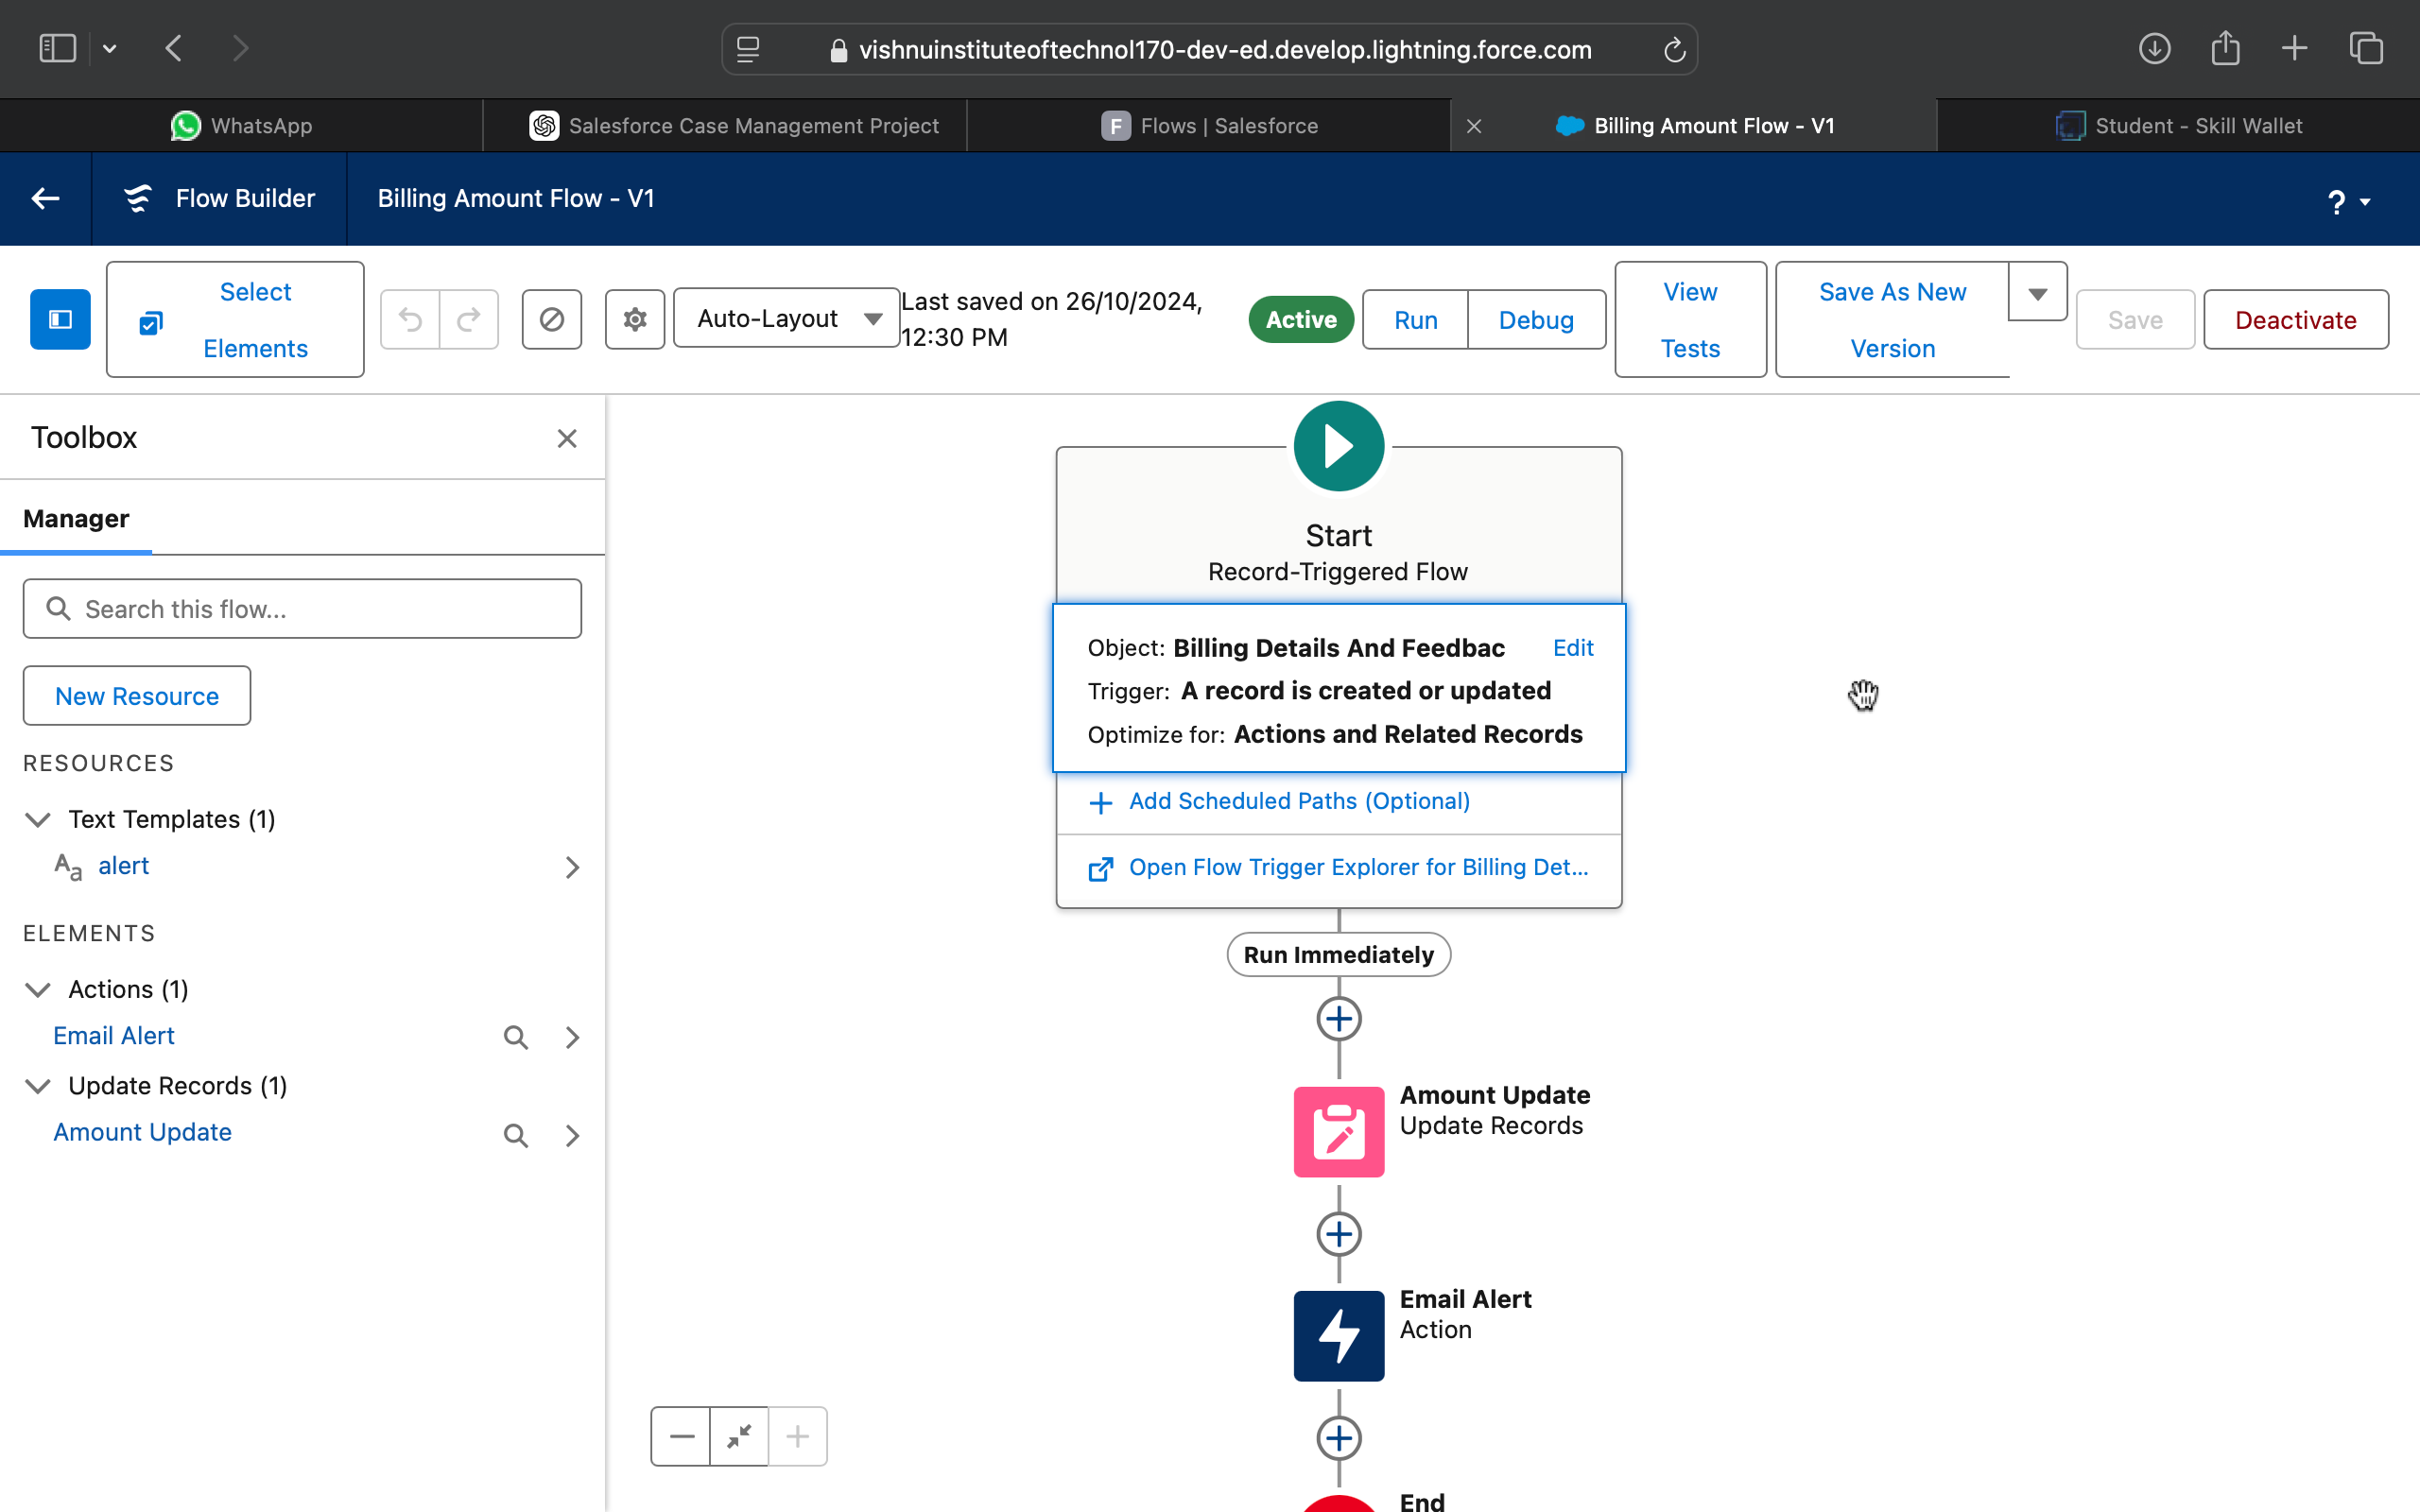 vishnuinstituteoftechnol170-dev-ed.develop.lightning.force.com
WhatsApp
Salesforce Case Management Project
F Flows | Salesforce
Billing Amount Flow - V1
Student - Skill Wallet
Flow Builder
Billing Amount Flow - V1
?
Select
Elements
Auto-Layout
Last saved on 26/10/2024,
12:30 PM
Active
Run
Debug
View
Tests
Save As New
Version
Save
Deactivate
Toolbox
Manager
Search this flow...
New Resource
RESOURCES
Text Templates (1)
Aa alert
ELEMENTS
Actions (1)
Email Alert
Update Records (1)
Amount Update
Start
Record-Triggered Flow
Object: Billing Details And Feedbac Edit
Trigger: A record is created or updated
Optimize for: Actions and Related Records
Add Scheduled Paths (Optional)
Open Flow Trigger Explorer for Billing Det...
Run Immediately
Amount Update
Update Records
Email Alert
Action
End